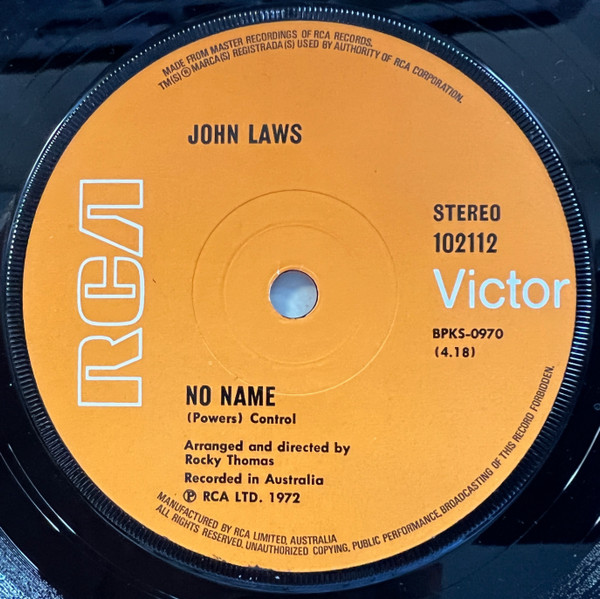 MADE FROM MASTER RECORDINGS OF RCA RECORDS.
TM(S) ® MARCA(S) REGISTRADA(S) USED BY AUTHORITY OF RCA CORPORATION.
JOHN LAWS
RCA
STEREO
102112
Victor
BPKS-0970
(4.18)
NO NAME
(Powers) Control
Arranged and directed by
Rocky Thomas
Recorded in Australia
℗ RCA LTD. 1972
MANUFACTURED BY RCA LIMITED, AUSTRALIA
ALL RIGHTS RESERVED, UNAUTHORIZED COPYING, PUBLIC PERFORMANCE, BROADCASTING OF THIS RECORD FORBIDDEN.